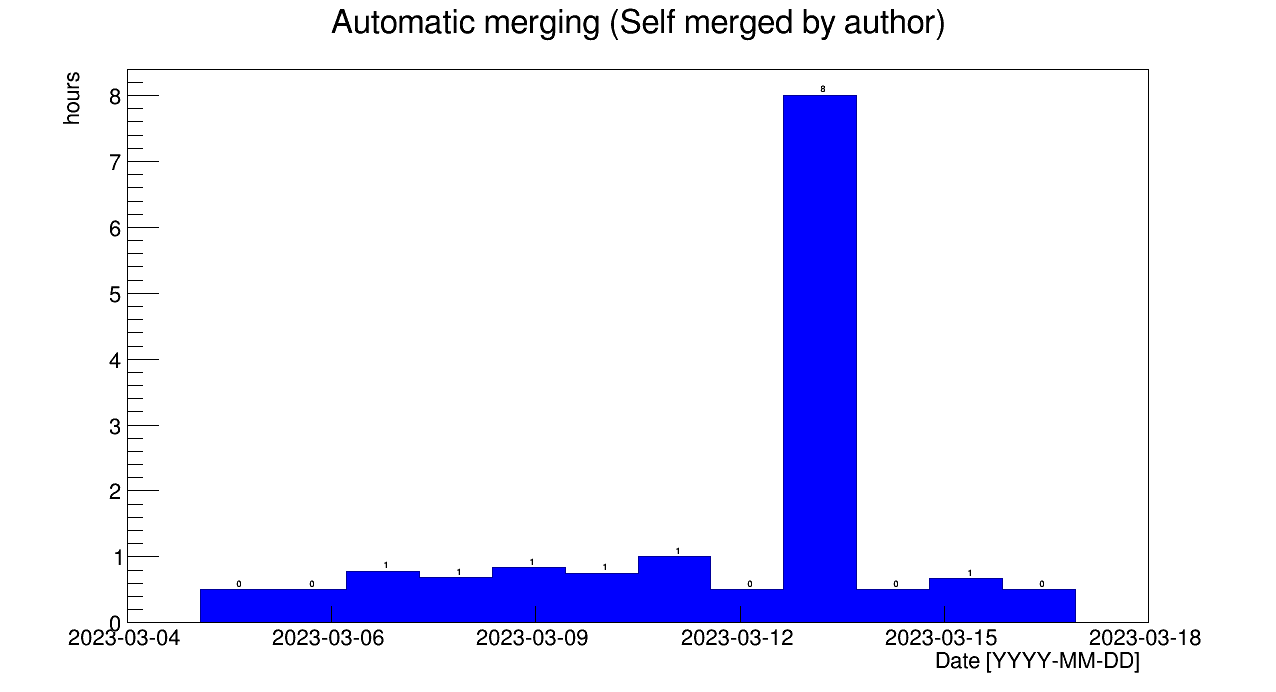 Automatic merging (Self merged by author)
hours
8
7
6
5
4
3
2
1
0
0 0 1 1 1 1 1 0 8 0 1 0
2023-03-04 2023-03-06 2023-03-09 2023-03-12 2023-03-15 2023-03-18
Date [YYYY-MM-DD]